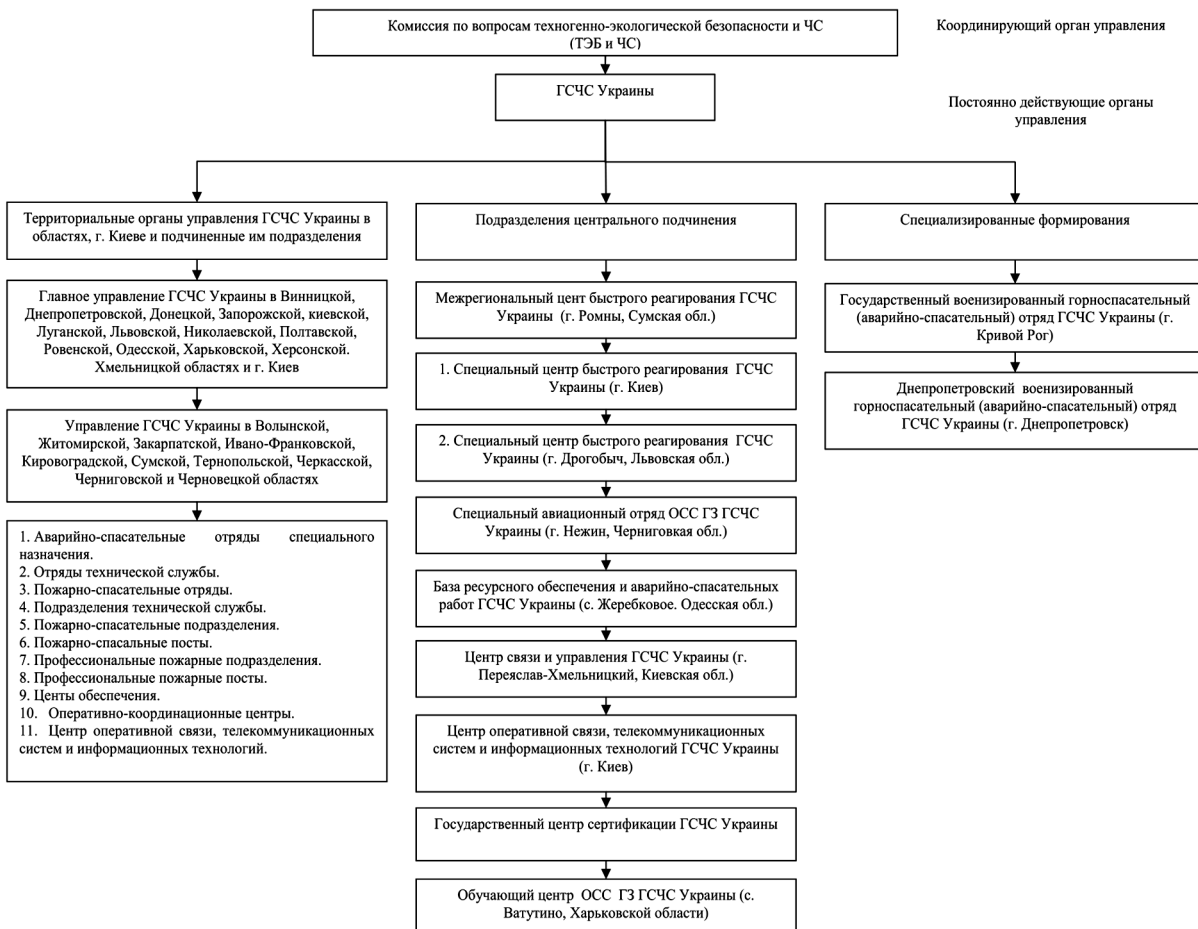 Комиссия по вопросам техногенно-экологической безопасности и ЧС
(ТЭБ и ЧС)
Координирующий орган управления
ГСЧС Украины
Постоянно действующие органы
управления
Территориальные органы управления ГСЧС Украины в
областях, г. Киеве и подчиненные им подразделения
Главное управление ГСЧС Украины в Винницкой,
Днепропетровской, Донецкой, Запорожской, киевской,
Луганской, Львовской, Николаевской, Полтавской,
Ровенской, Одесской, Харьковской, Херсонской.
Хмельницкой областях и г. Киев
Управление ГСЧС Украины в Волынской,
Житомирской, Закарпатской, Ивано-Франковской,
Кировоградской, Сумской, Тернопольской, Черкасской,
Черниговской и Черновецкой областях
1. Аварийно-спасательные отряды специального
назначения.
2. Отряды технической службы.
3. Пожарно-спасательные отряды.
4. Подразделения технической службы.
5. Пожарно-спасательные подразделения.
6. Пожарно-спасальные посты.
7. Профессиональные пожарные подразделения.
8. Профессиональные пожарные посты.
9. Центы обеспечения.
10. Оперативно-координационные центры.
11. Центр оперативной связи, телекоммуникационных
систем и информационных технологий.
Подразделения центрального подчинения
Межрегиональный цент быстрого реагирования ГСЧС
Украины (г. Ромны, Сумская обл.)
1. Специальный центр быстрого реагирования ГСЧС
Украины (г. Киев)
2. Специальный центр быстрого реагирования ГСЧС
Украины (г. Дрогобыч, Львовская обл.)
Специальный авиационный отряд ОСС ГЗ ГСЧС
Украины (г. Нежин, Черниговкая обл.)
База ресурсного обеспечения и аварийно-спасательных
работ ГСЧС Украины (с. Жеребковое. Одесская обл.)
Центр связи и управления ГСЧС Украины (г.
Переяслав-Хмельницкий, Киевская обл.)
Центр оперативной связи, телекоммуникационных
систем и информационных технологий ГСЧС Украины
(г. Киев)
Государственный центр сертификации ГСЧС Украины
Обучающий центр ОСС ГЗ ГСЧС Украины (с.
Ватутино, Харьковской области)
Специализированные формирования
Государственный военизированный горноспасательный
(аварийно-спасательный) отряд ГСЧС Украины (г.
Кривой Рог)
Днепропетровский военизированный
горноспасательный (аварийно-спасательный) отряд
ГСЧС Украины (г. Днепропетровск)